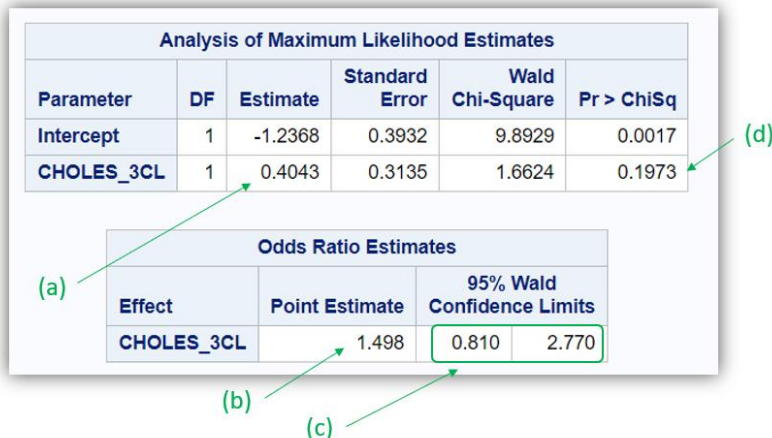 Analysis of Maximum Likelihood Estimates
Parameter DF Estimate Standard Error Wald Chi-Square Pr > ChiSq
Intercept 1 -1.2368 0.3932 9.8929 0.0017
(d)
CHOLES_3CL 1 0.4043 0.3135 1.6624 0.1973
Odds Ratio Estimates
(a)
Effect Point Estimate 95% Wald Confidence Limits
CHOLES_3CL 1.498 0.810 2.770
(b)
(c)